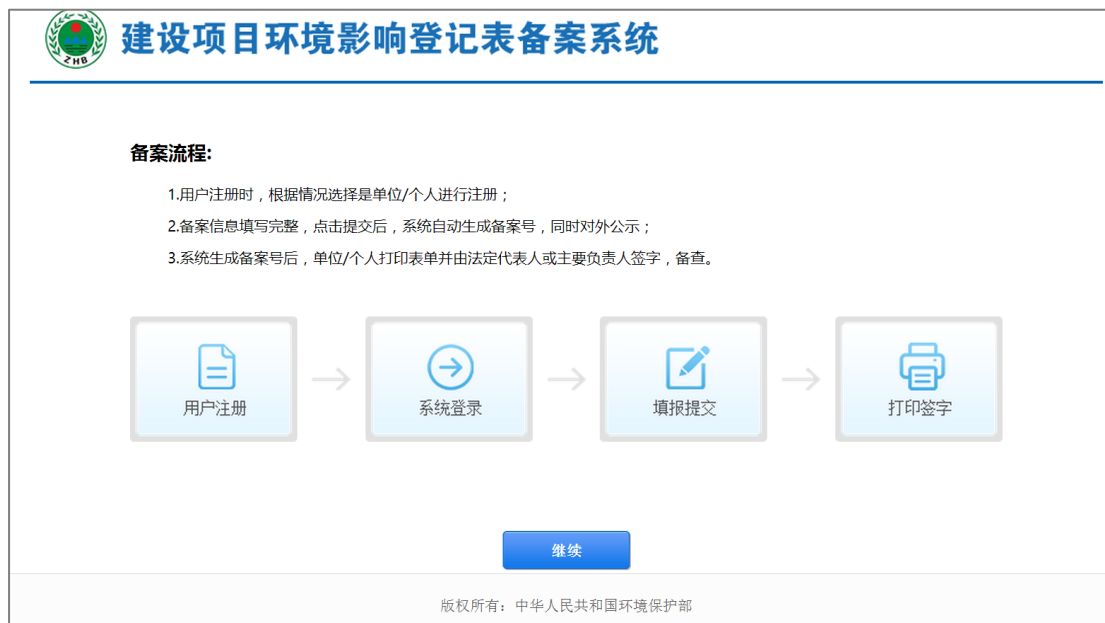 ZHB
建设项目环境影响登记表备案系统
备案流程:
1.用户注册时，根据情况选择是单位/个人进行注册；
2.备案信息填写完整，点击提交后，系统自动生成备案号，同时对外公示；
3.系统生成备案号后，单位/个人打印表单并由法定代表人或主要负责人签字，备查。
用户注册
系统登录
填报提交
打印签字
继续
版权所有：中华人民共和国环境保护部